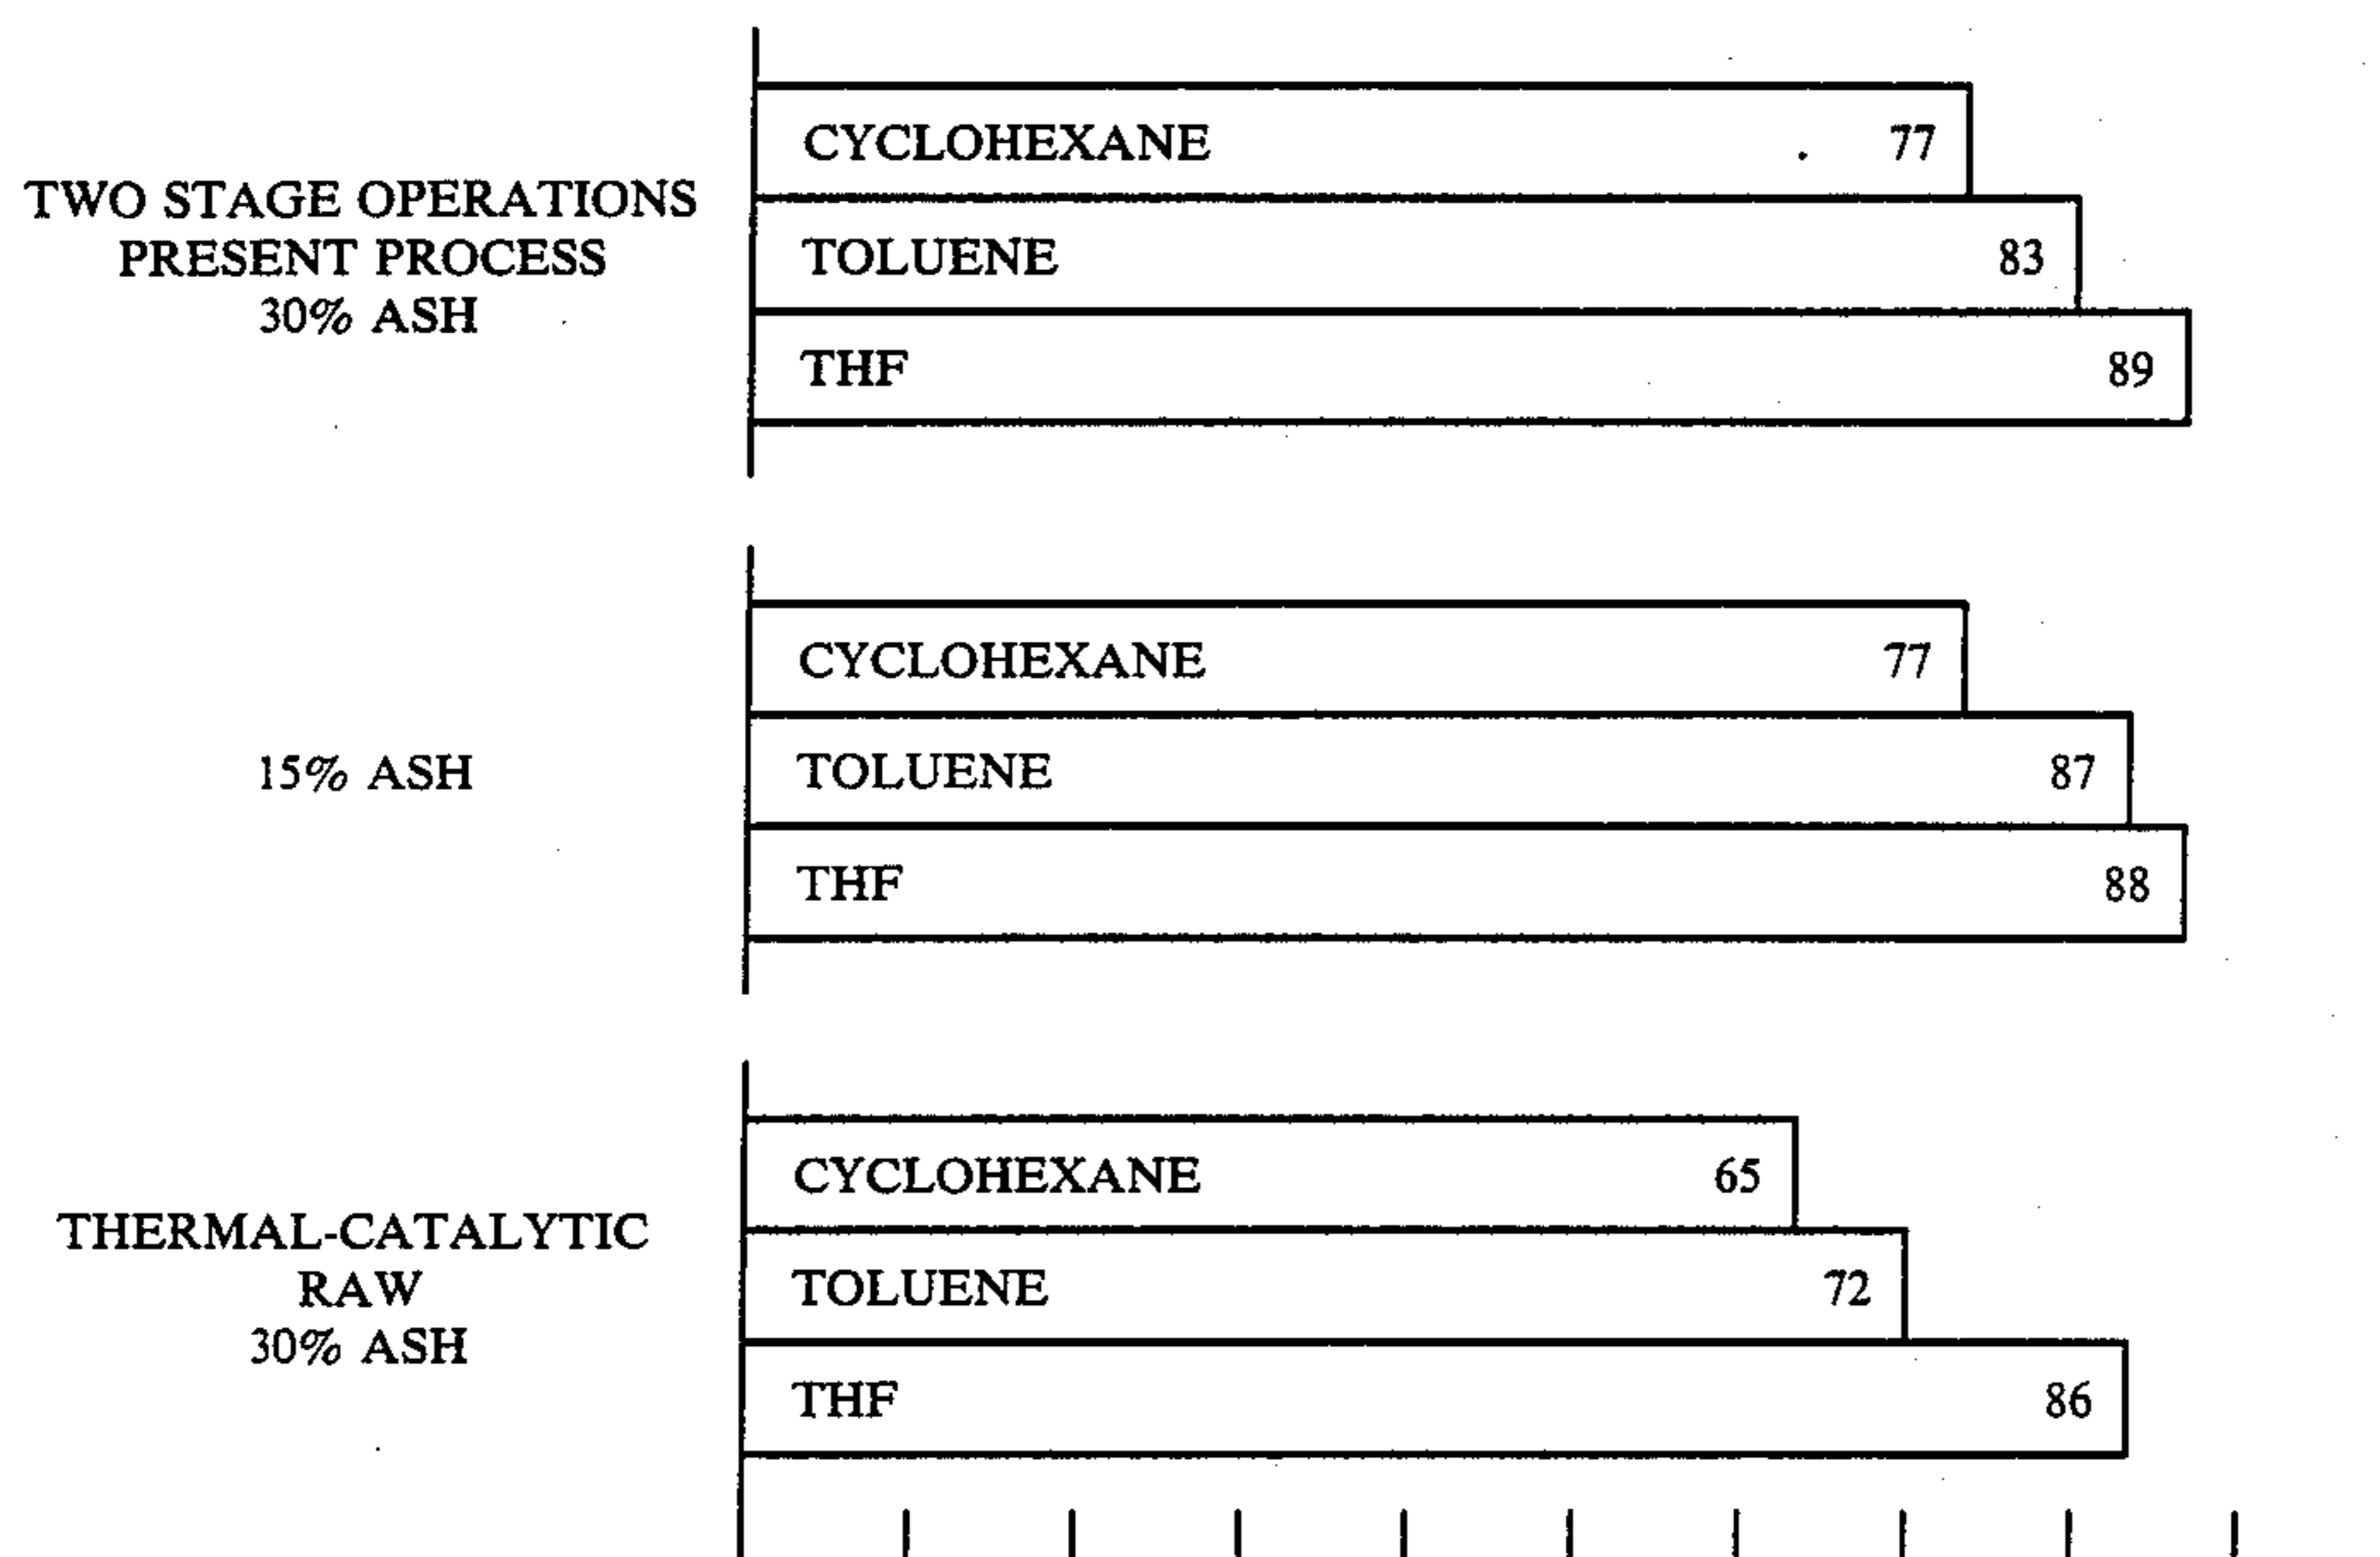 CYCLOHEXANE 77
TWO STAGE OPERATIONS
PRESENT PROCESS
30% ASH
TOLUENE 83
THF 89
CYCLOHEXANE 77
15% ASH
TOLUENE 87
THF 88
CYCLOHEXANE 65
THERMAL-CATALYTIC
RAW
30% ASH
TOLUENE 72
THF 86